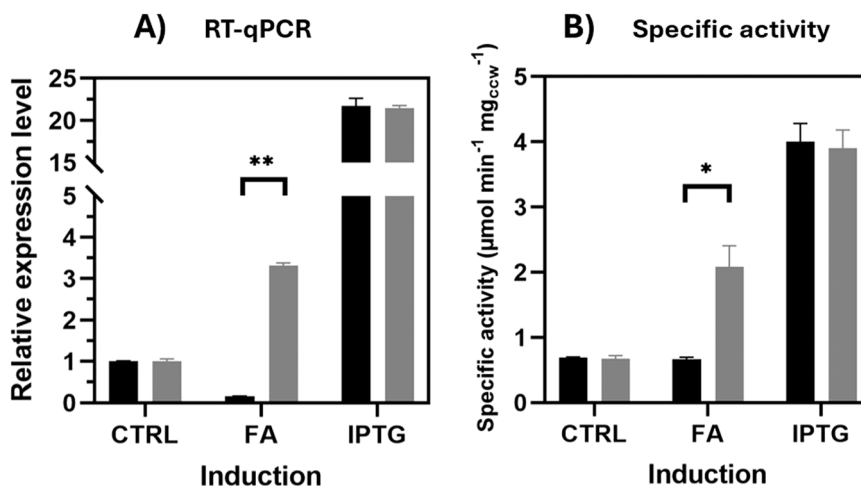 A) RT-qPCR
Relative expression level
25
20
15
5
4
3
2
1
0
**
CTRL FA IPTG
Induction
B) Specific activity
Specific activity (µmol min⁻¹ mg_ccw⁻¹)
5
4
3
2
1
0
*
CTRL FA IPTG
Induction